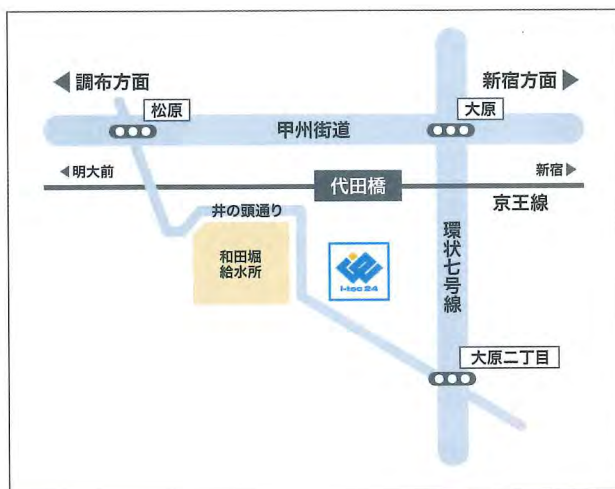 調布方面
新宿方面
松原
大原
甲州街道
明大前
代田橋
新宿
京王線
井の頭通り
和田堀
給水所
i-tec 24
環状七号線
大原二丁目